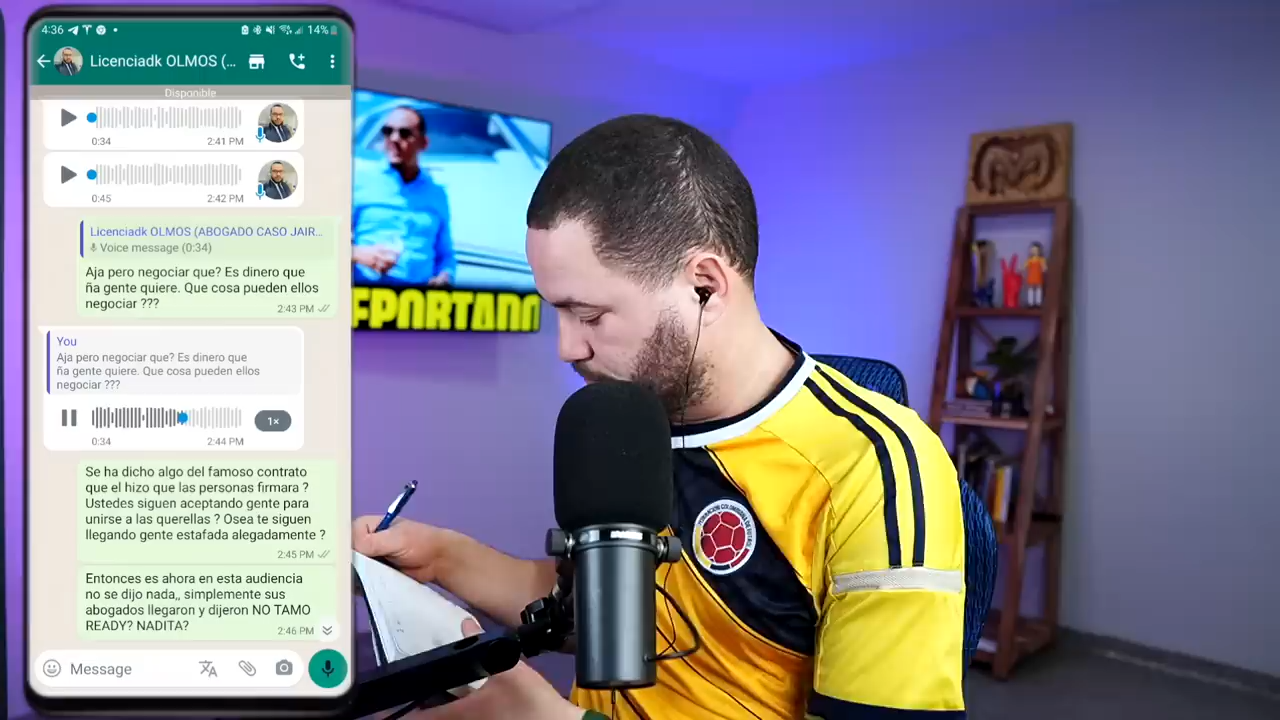 4:36
14%
Licenciadk OLMOS (...
Disponible
0:34
2:41 PM
0:45
2:42 PM
Licenciadk OLMOS (ABOGADO CASO JAIR...
Voice message (0:34)
Aja pero negociar que? Es dinero que
ña gente quiere. Que cosa pueden ellos
negociar ???
2:43 PM
You
Aja pero negociar que? Es dinero que
ña gente quiere. Que cosa pueden ellos
negociar ???
1x
0:34
2:44 PM
Se ha dicho algo del famoso contrato
que el hizo que las personas firmara ?
Ustedes siguen aceptando gente para
unirse a las querellas ? Osea te siguen
llegando gente estafada alegadamente ?
2:45 PM
Entonces es ahora en esta audiencia
no se dijo nada,, simplemente sus
abogados llegaron y dijeron NO TAMO
READY? NADITA?
2:46 PM
Message